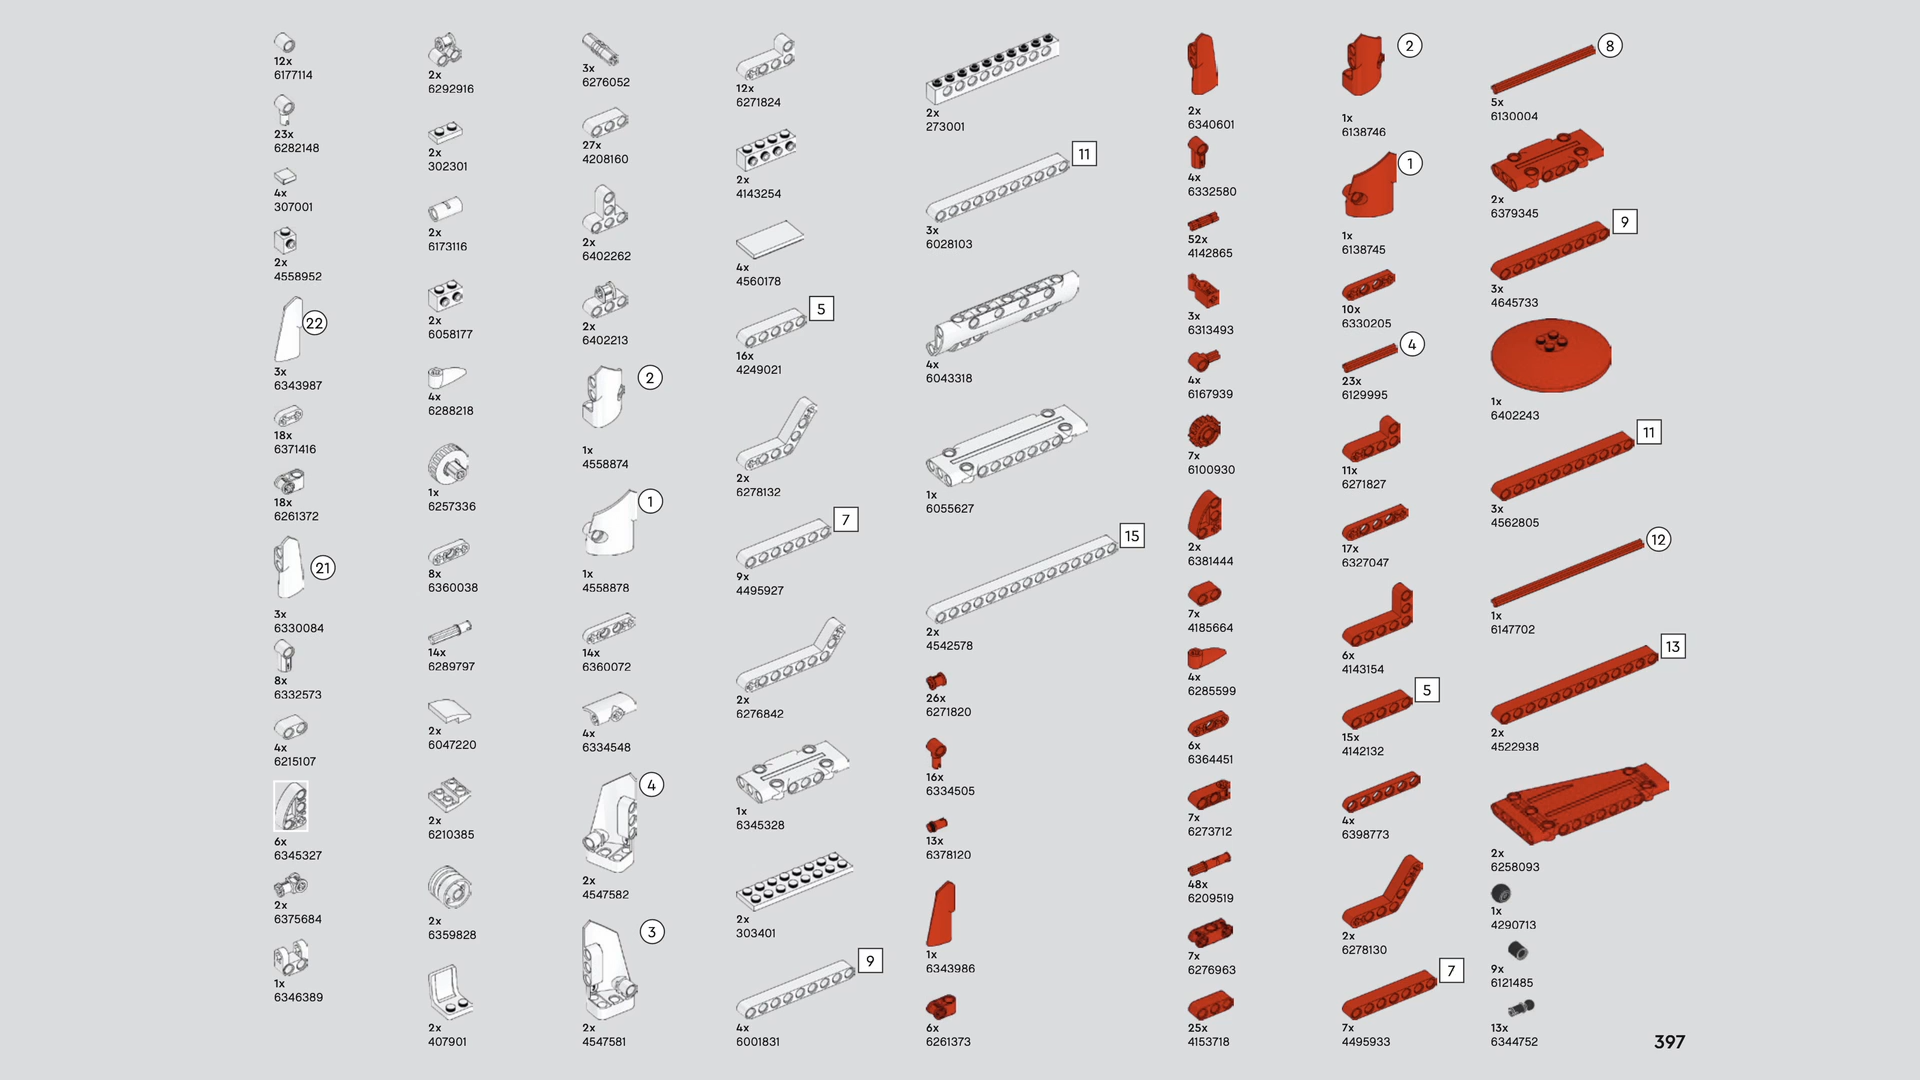 12x
6177114
23x
6282148
4x
307001
2x
4558952
22
3x
6343987
18x
6371416
18x
6261372
21
3x
6330084
8x
6332573
4x
6215107
6x
6345327
2x
6375684
1x
6346389
2x
6292916
2x
302301
2x
6173116
2x
6058177
4x
6288218
1x
6257336
8x
6360038
14x
6289797
2x
6047220
2x
6210385
2x
6359828
2x
407901
3x
6276052
27x
4208160
2x
6402262
2x
6402213
2
1x
4558874
1
1x
4558878
14x
6360072
4x
6334548
4
2x
4547582
3
2x
4547581
12x
6271824
2x
4143254
4x
4560178
5
16x
4249021
2x
6278132
7
9x
4495927
2x
6276842
1x
6345328
2x
303401
9
4x
6001831
2x
273001
11
3x
6028103
4x
6043318
1x
6055627
15
2x
4542578
26x
6271820
16x
6334505
13x
6378120
1x
6343986
6x
6261373
2x
6340601
4x
6332580
52x
4142865
3x
6313493
4x
6167939
7x
6100930
2x
6381444
7x
4185664
4x
6285599
6x
6364451
7x
6273712
48x
6209519
7x
6276963
25x
4153718
2
1x
6138746
1
1x
6138745
10x
6330205
4
23x
6129995
11x
6271827
17x
6327047
6x
4143154
5
15x
4142132
4x
6398773
2x
6278130
7
7x
4495933
8
5x
6130004
2x
6379345
9
3x
4645733
1x
6402243
11
3x
4562805
12
1x
6147702
13
2x
4522938
2x
6258093
1x
4290713
9x
6121485
13x
6344752
397